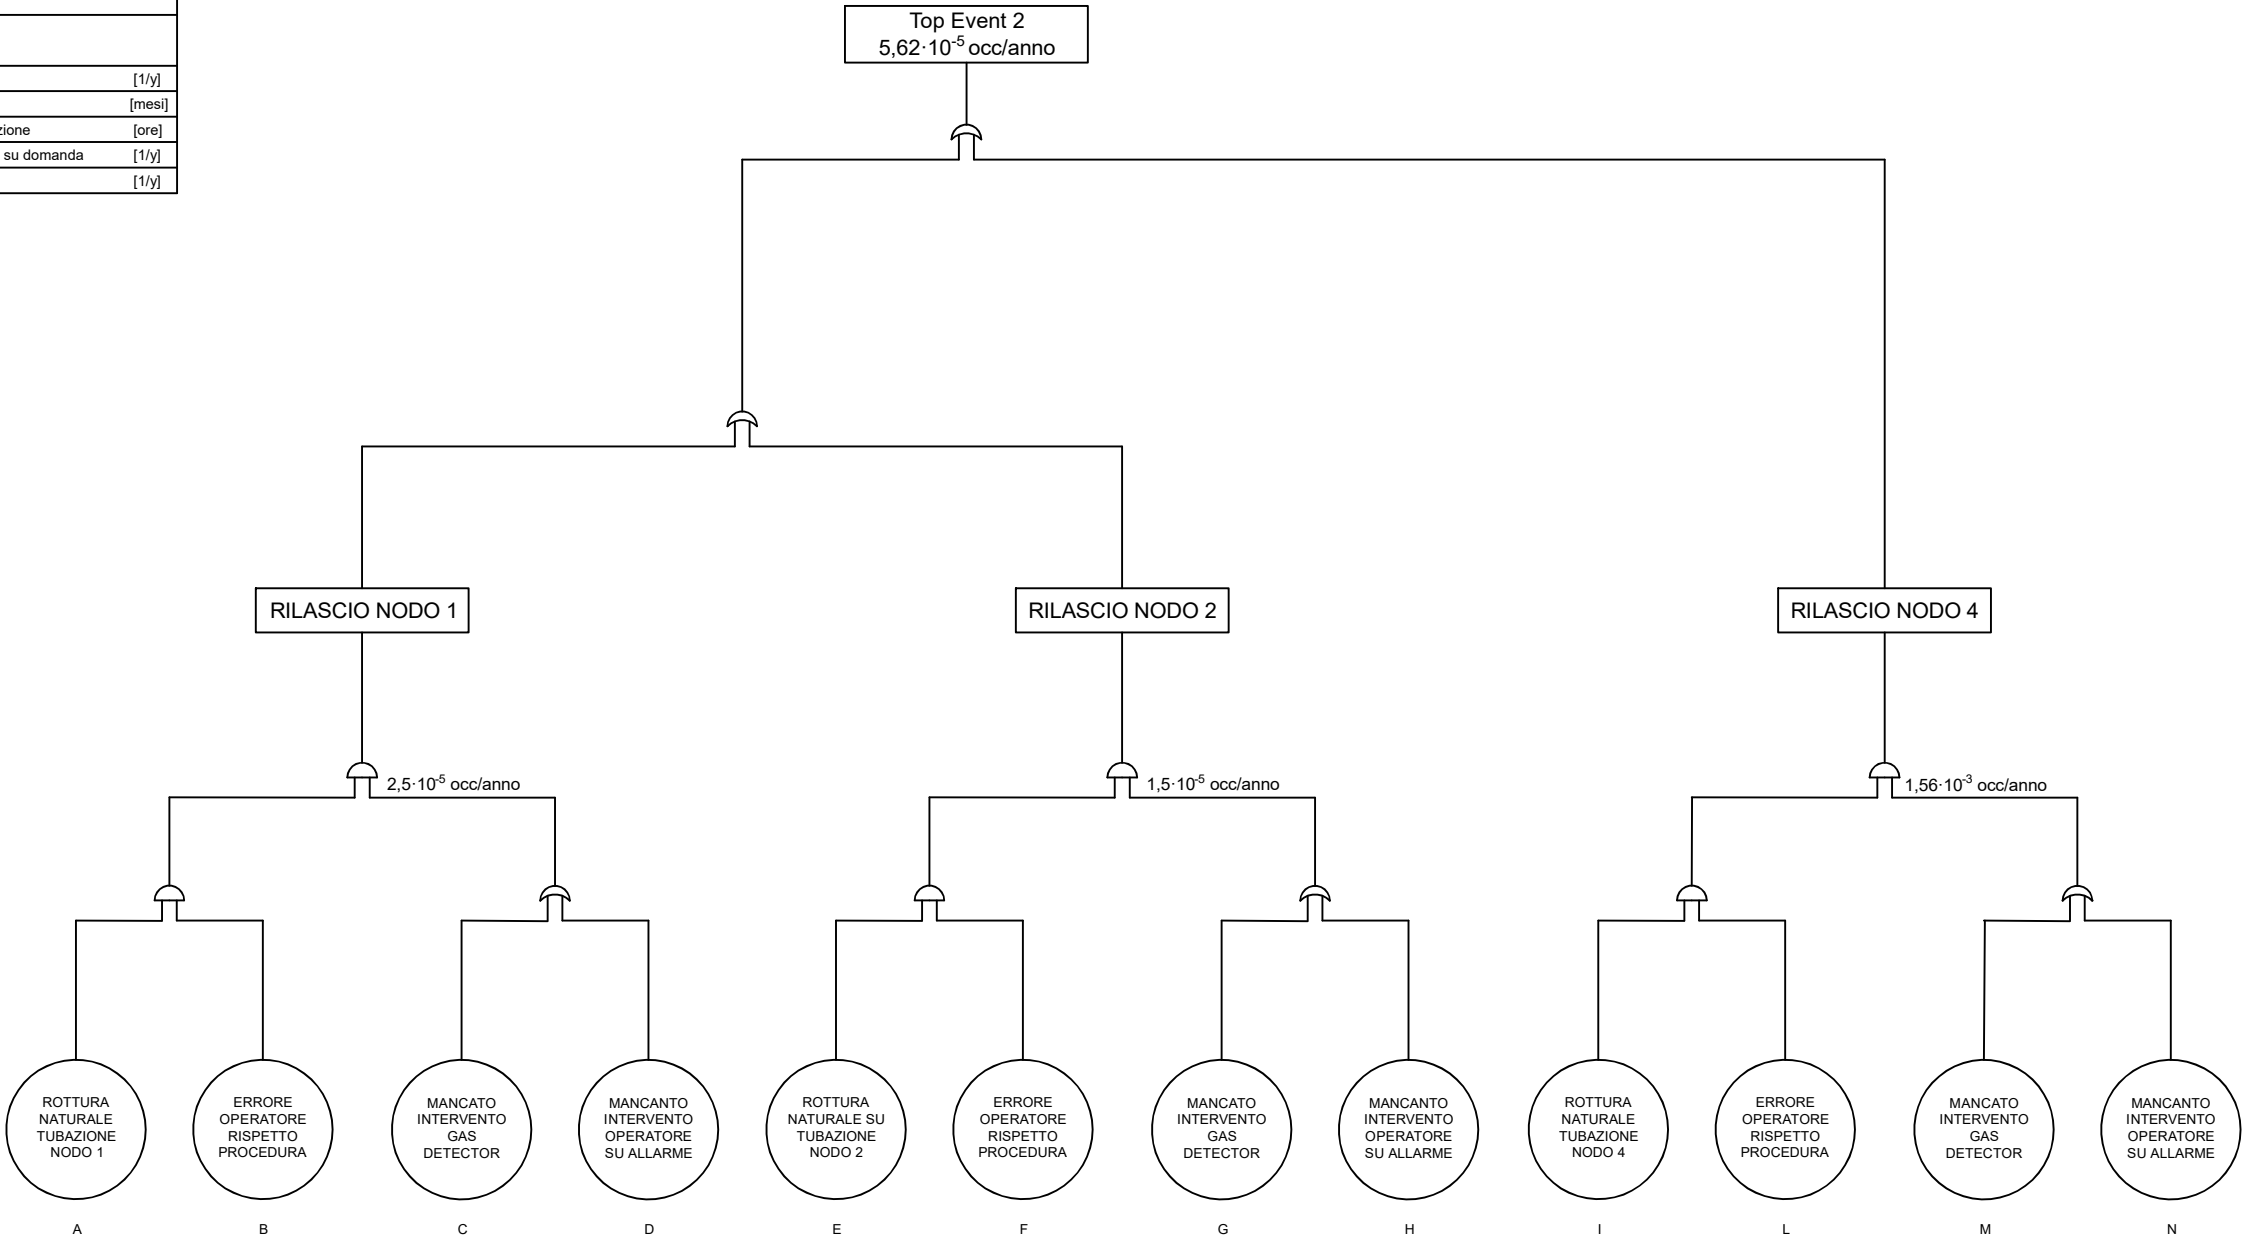 Top Event 2
5,62·10⁻⁵ occ/anno
[1/y]
[mesi]
zione [ore]
su domanda [1/y]
[1/y]
RILASCIO NODO 1
RILASCIO NODO 2
RILASCIO NODO 4
2,5·10⁻⁵ occ/anno
1,5·10⁻⁵ occ/anno
1,56·10⁻³ occ/anno
ROTTURA
NATURALE
TUBAZIONE
NODO 1
ERRORE
OPERATORE
RISPETTO
PROCEDURA
MANCATO
INTERVENTO
GAS
DETECTOR
MANCANTO
INTERVENTO
OPERATORE
SU ALLARME
ROTTURA
NATURALE SU
TUBAZIONE
NODO 2
ERRORE
OPERATORE
RISPETTO
PROCEDURA
MANCATO
INTERVENTO
GAS
DETECTOR
MANCANTO
INTERVENTO
OPERATORE
SU ALLARME
ROTTURA
NATURALE
TUBAZIONE
NODO 4
ERRORE
OPERATORE
RISPETTO
PROCEDURA
MANCATO
INTERVENTO
GAS
DETECTOR
MANCANTO
INTERVENTO
OPERATORE
SU ALLARME
A
B
C
D
E
F
G
H
I
L
M
N